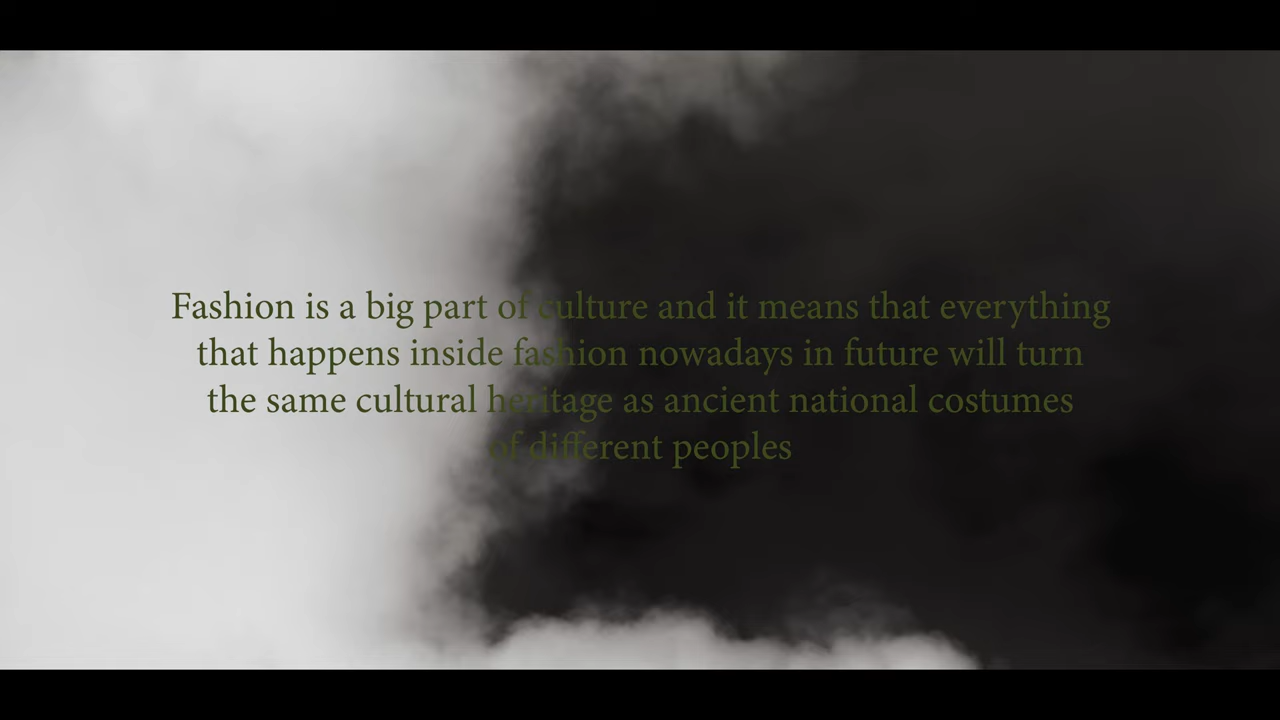 Fashion is a big part of culture and it means that everything
that happens inside fashion nowadays in future will turn
the same cultural heritage as ancient national costumes
of different peoples